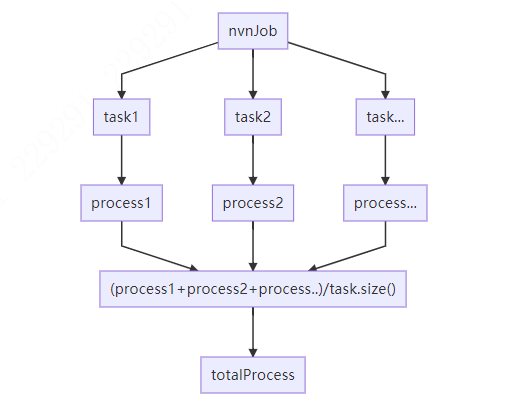 nvnJob
task1
task2
task...
process1
process2
process...
(process1+process2+process..)/task.size()
totalProcess